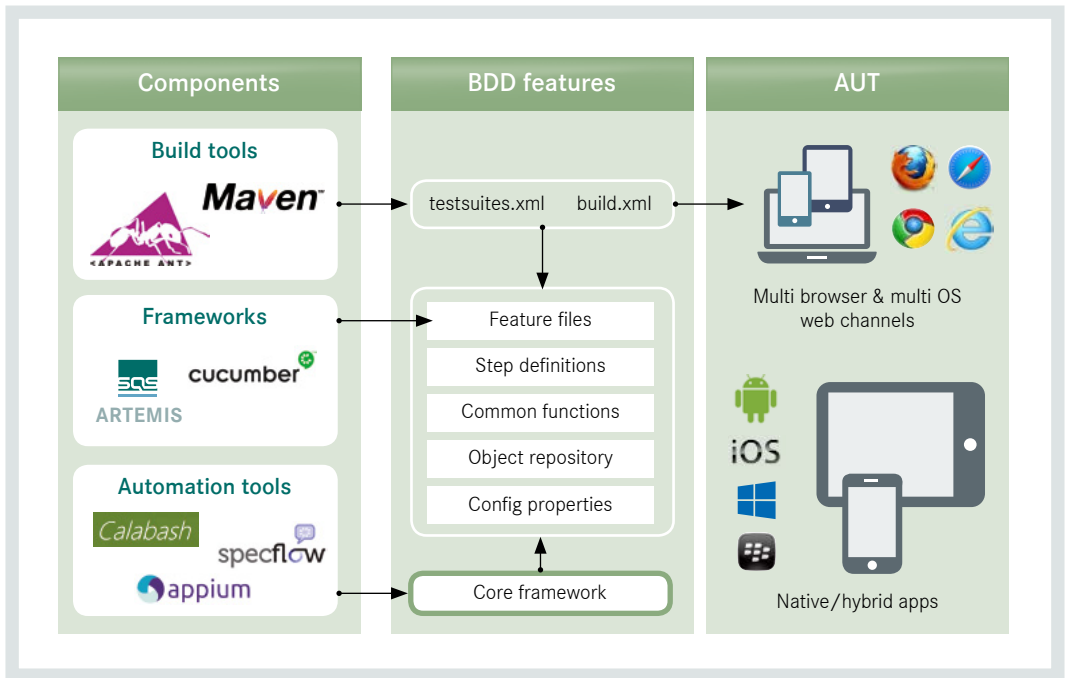 Components
BDD features
AUT
Build tools
Maven™
<APACHE ANT>
testsuites.xml build.xml
Multi browser & multi OS
web channels
Frameworks
sqs
ARTEMIS
cucumber
Feature files
Step definitions
Common functions
Object repository
Config properties
Automation tools
Calabash
specflow
appium
Core framework
iOS
Native/hybrid apps